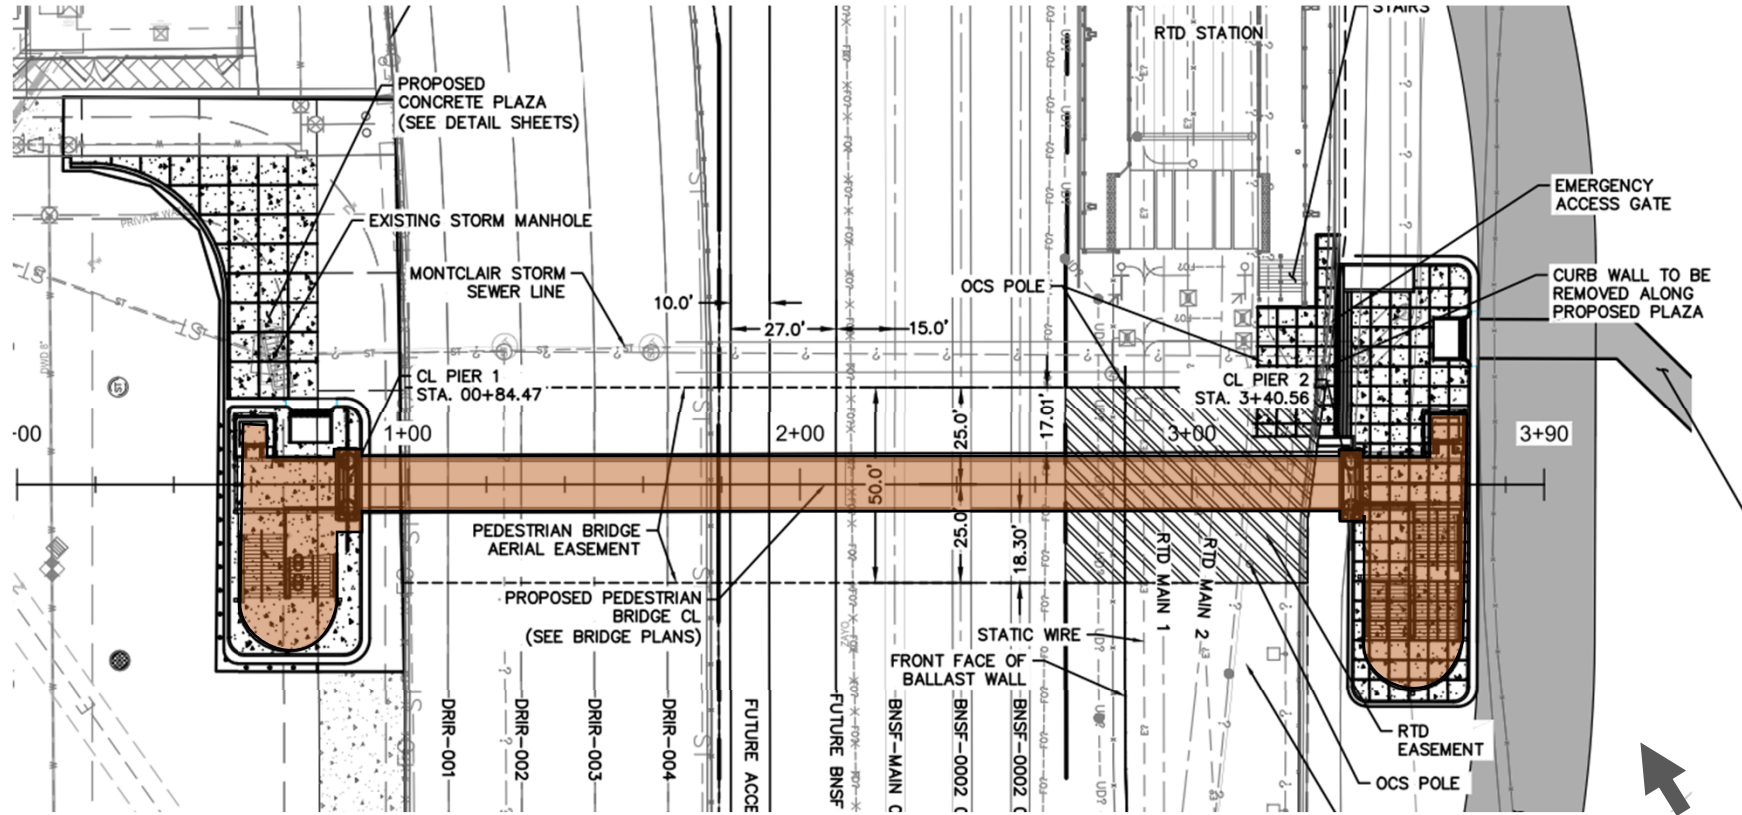 STAIRS
RTD STATION
PROPOSED
CONCRETE PLAZA
(SEE DETAIL SHEETS)
EMERGENCY
ACCESS GATE
EXISTING STORM MANHOLE
MONTCLAIR STORM
SEWER LINE
OCS POLE
CURB WALL TO BE
REMOVED ALONG
PROPOSED PLAZA
10.0'
27.0'
15.0'
CL PIER 1
STA. 00+84.47
CL PIER 2
STA. 3+40.56
-00
1+00
2+00
3+00
3+90
25.0'
17.01'
50.0'
25.0'
18.30'
PEDESTRIAN BRIDGE
AERIAL EASEMENT
PROPOSED PEDESTRIAN
BRIDGE CL
(SEE BRIDGE PLANS)
STATIC WIRE
FRONT FACE OF
BALLAST WALL
RTD MAIN 1
RTD MAIN 2
DRIR-001
DRIR-002
DRIR-003
DRIR-004
FUTURE ACCE
FUTURE BNSF
BNSF-MAIN C
BNSF-0002 C
BNSF-0002 C
RTD
EASEMENT
OCS POLE